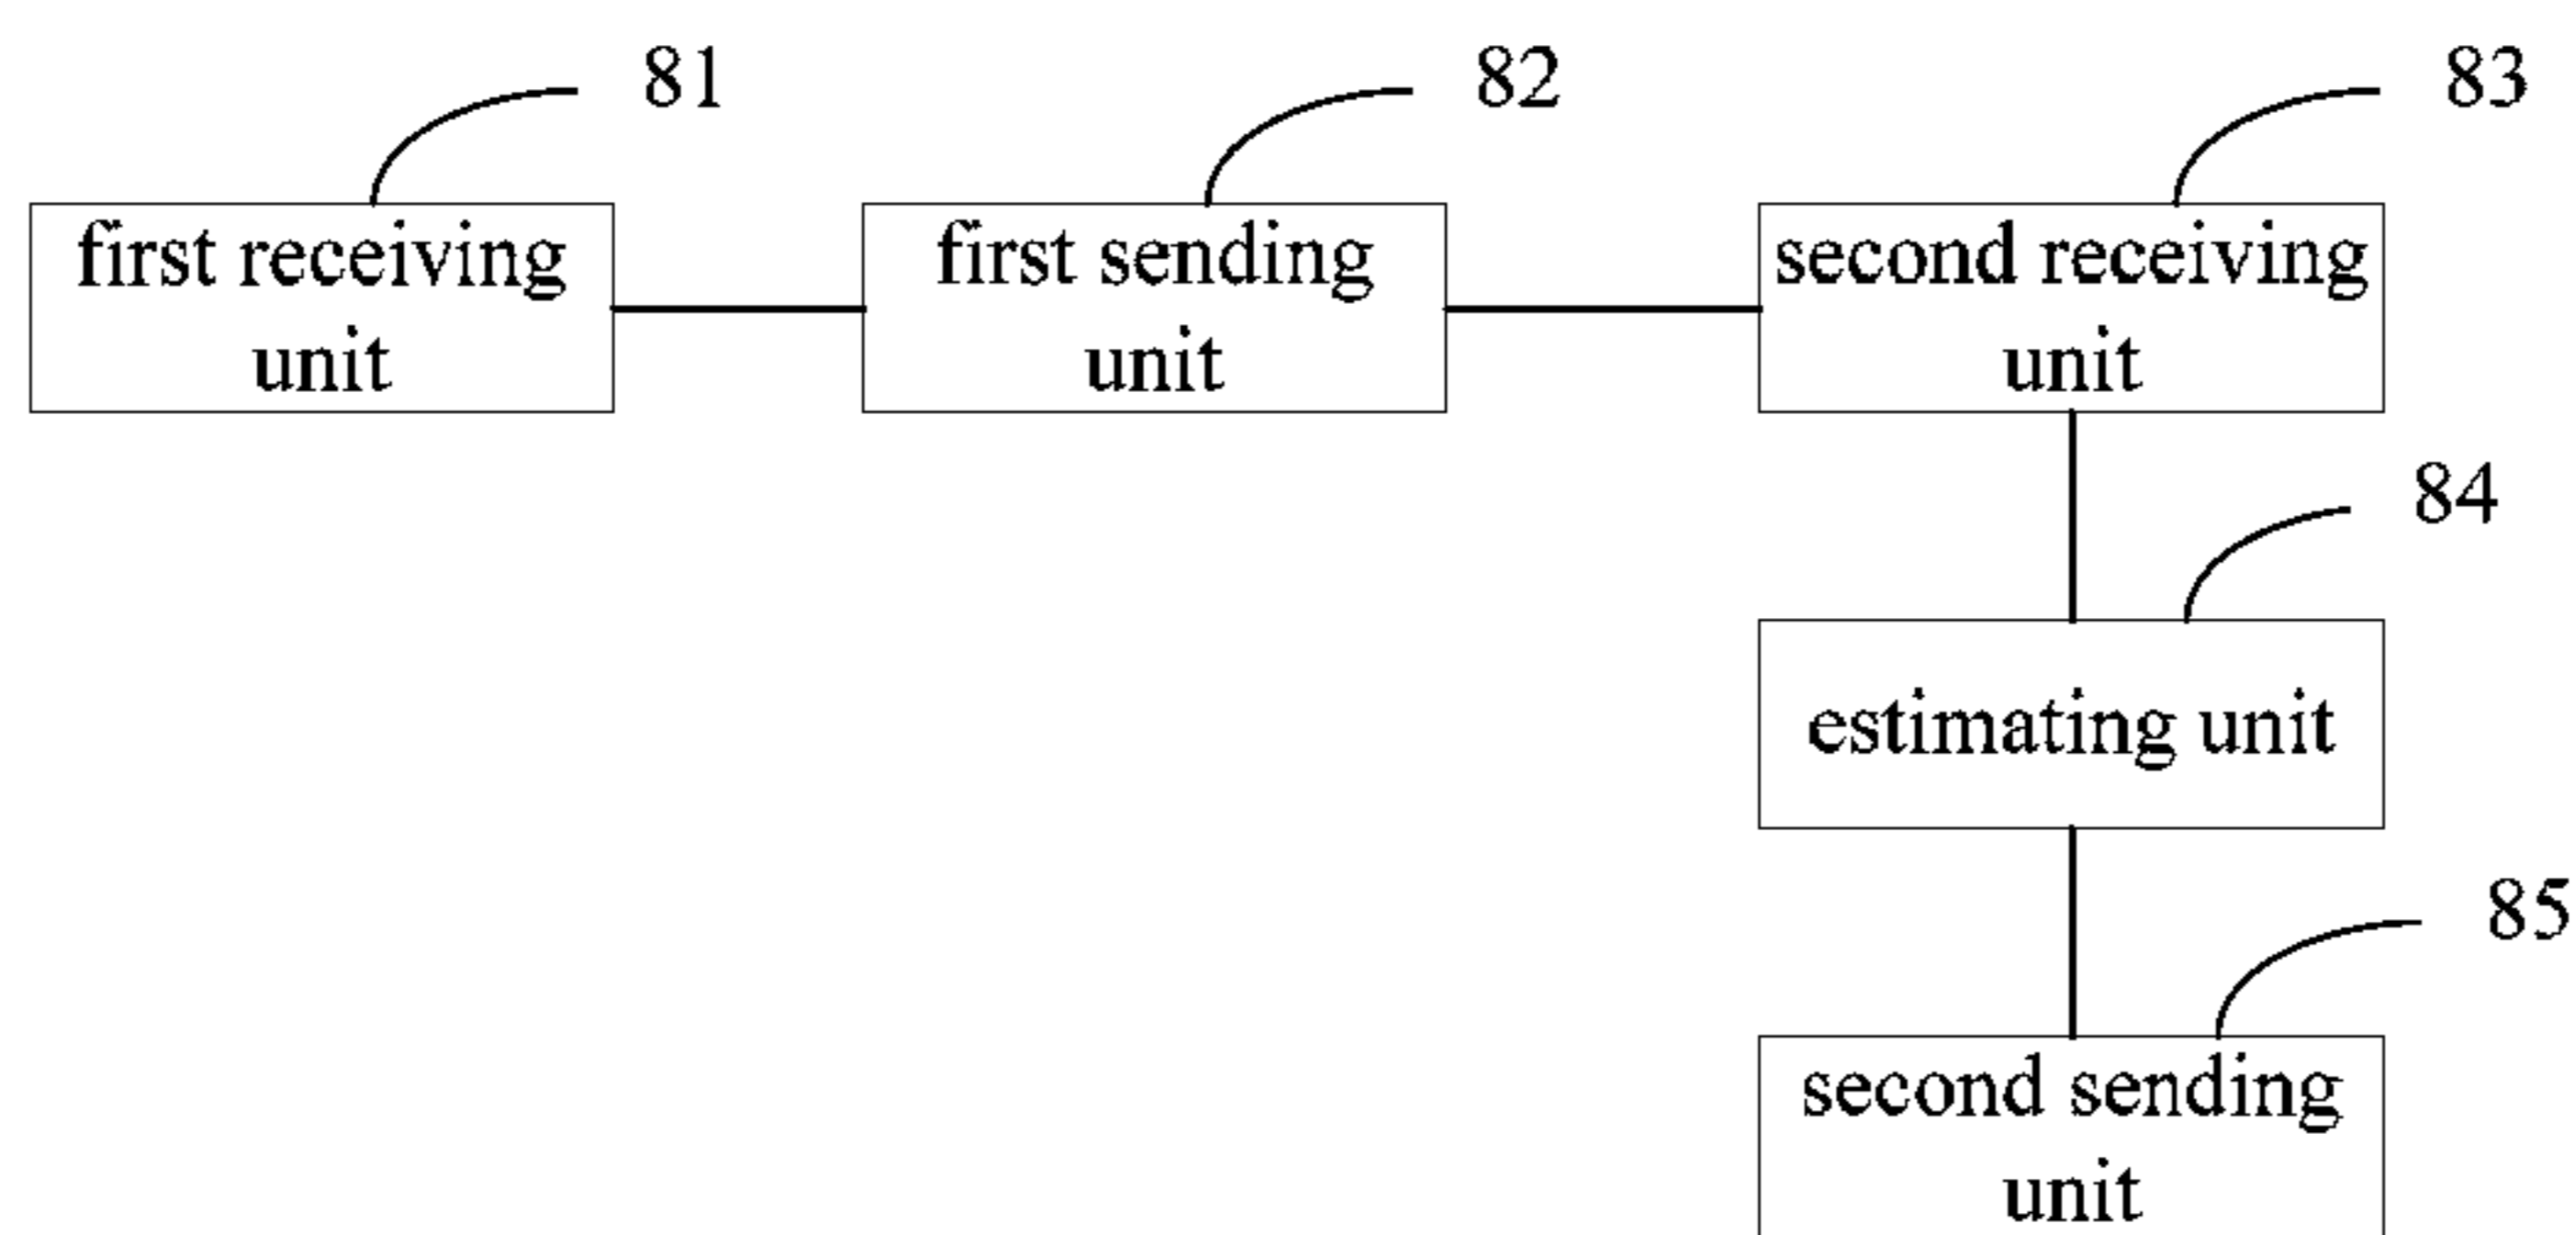 81
82
83
first receiving
unit
first sending
unit
second receiving
unit
84
estimating unit
85
second sending
unit